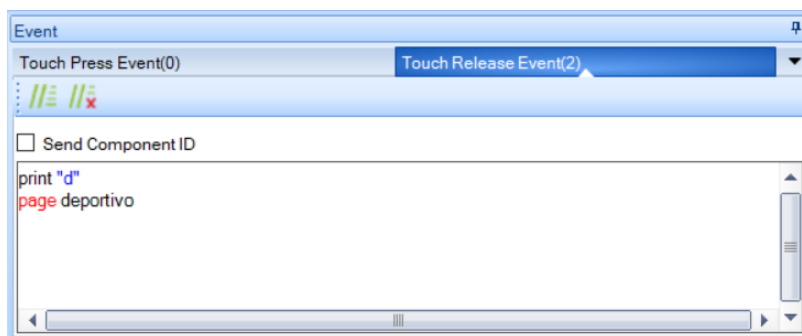 Event
Touch Press Event(0)
Touch Release Event(2)
Send Component ID
print "d"
page deportivo